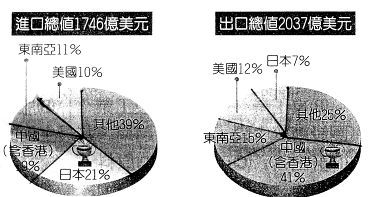 進口總值1746億美元
東南亞11%
美國10%
其他39%
中國
(含香港)
19%
日本21%
出口總值2037億美元
日本7%
美國12%
其他25%
東南亞15%
中國
(含香港)
41%